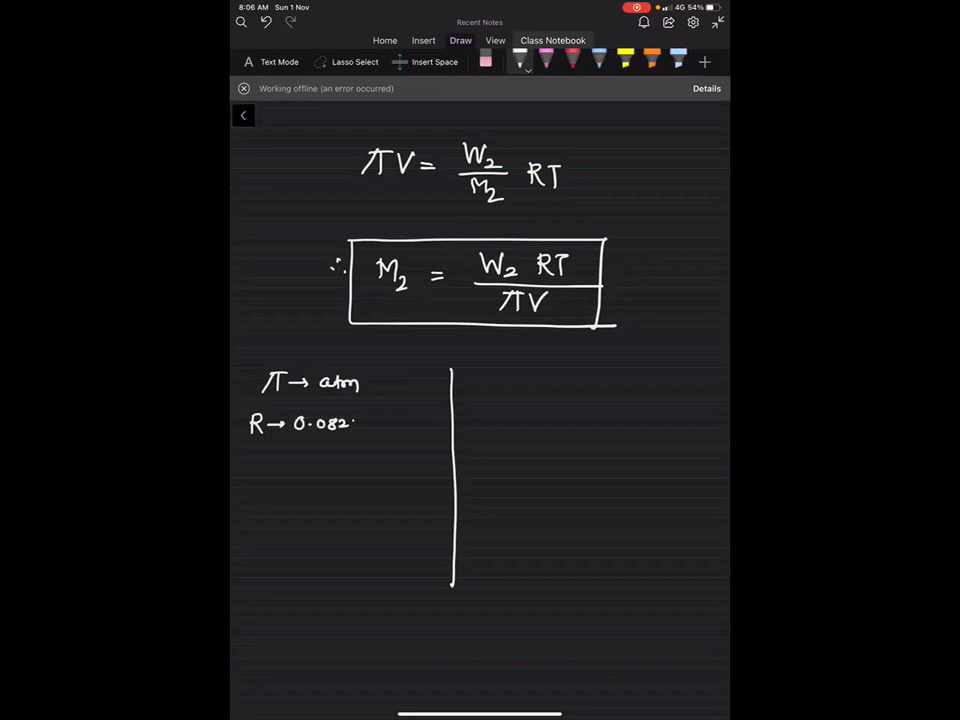 8:06 AM Sun 1 Nov
4G 54%
Recent Notes
Home Insert Draw View Class Notebook
A Text Mode Lasso Select Insert Space
Working offline (an error occurred) Details
πV = W₂/M₂ RT
∴ M₂ = W₂ RT/πV
π → atm
R → 0.082